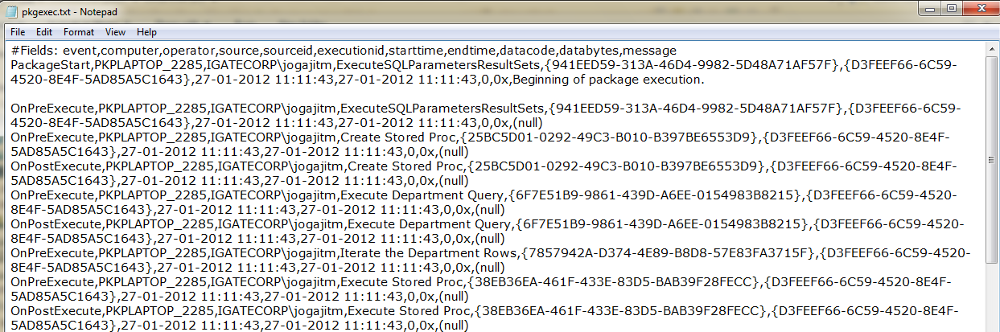 pkgexec.txt - Notepad
File Edit Format View Help
#Fields: event,computer,operator,source,sourceid,executionid,starttime,endtime,datacode,databytes,message
PackageStart,PKPLAPTOP_2285,IGATECORP\jogajitm,ExecuteSQLParametersResultSets,{941EED59-313A-46D4-9982-5D48A71AF57F},{D3FEEF66-6C59-
4520-8E4F-5AD85A5C1643},27-01-2012 11:11:43,27-01-2012 11:11:43,0,0x,Beginning of package execution.
OnPreExecute,PKPLAPTOP_2285,IGATECORP\jogajitm,ExecuteSQLParametersResultSets,{941EED59-313A-46D4-9982-5D48A71AF57F},{D3FEEF66-6C59-
4520-8E4F-5AD85A5C1643},27-01-2012 11:11:43,27-01-2012 11:11:43,0,0x,(null)
OnPreExecute,PKPLAPTOP_2285,IGATECORP\jogajitm,Create Stored Proc,{25BC5D01-0292-49C3-B010-B397BE6553D9},{D3FEEF66-6C59-4520-8E4F-
5AD85A5C1643},27-01-2012 11:11:43,27-01-2012 11:11:43,0,0x,(null)
OnPostExecute,PKPLAPTOP_2285,IGATECORP\jogajitm,Create Stored Proc,{25BC5D01-0292-49C3-B010-B397BE6553D9},{D3FEEF66-6C59-4520-8E4F-
5AD85A5C1643},27-01-2012 11:11:43,27-01-2012 11:11:43,0,0x,(null)
OnPreExecute,PKPLAPTOP_2285,IGATECORP\jogajitm,Execute Department Query,{6F7E51B9-9861-439D-A6EE-0154983B8215},{D3FEEF66-6C59-4520-
8E4F-5AD85A5C1643},27-01-2012 11:11:43,27-01-2012 11:11:43,0,0x,(null)
OnPostExecute,PKPLAPTOP_2285,IGATECORP\jogajitm,Execute Department Query,{6F7E51B9-9861-439D-A6EE-0154983B8215},{D3FEEF66-6C59-4520-
8E4F-5AD85A5C1643},27-01-2012 11:11:43,27-01-2012 11:11:43,0,0x,(null)
OnPreExecute,PKPLAPTOP_2285,IGATECORP\jogajitm,Iterate the Department Rows,{7857942A-D374-4E89-B8D8-57E83FA3715F},{D3FEEF66-6C59-4520-
8E4F-5AD85A5C1643},27-01-2012 11:11:43,27-01-2012 11:11:43,0,0x,(null)
OnPreExecute,PKPLAPTOP_2285,IGATECORP\jogajitm,Execute Stored Proc,{38EB36EA-461F-433E-83D5-BAB39F28FECC},{D3FEEF66-6C59-4520-8E4F-
5AD85A5C1643},27-01-2012 11:11:43,27-01-2012 11:11:43,0,0x,(null)
OnPostExecute,PKPLAPTOP_2285,IGATECORP\jogajitm,Execute Stored Proc,{38EB36EA-461F-433E-83D5-BAB39F28FECC},{D3FEEF66-6C59-4520-8E4F-
5AD85A5C1643},27-01-2012 11:11:43,27-01-2012 11:11:43,0,0x,(null)